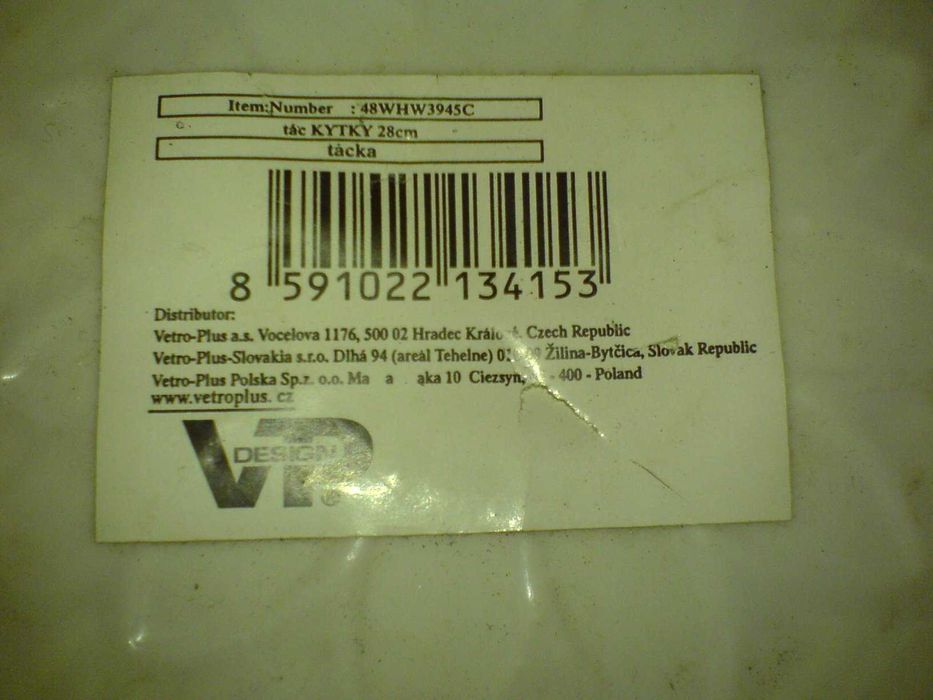 Item:Number : 48WHW3945C
tác KYTKY 28cm
tácka
8 591022 134153
Distributor:
Vetro-Plus a.s. Vocelova 1176, 500 02 Hradec Králo Czech Republic
Vetro-Plus-Slovakia s.r.o. Dlhá 94 (areál Tehelne) Žilina-Bytčica, Slovak Republic
Vetro-Plus Polska Sp.z o.o. 10 Ciezsyn, - 400 - Poland
www.vetroplus. cz
VP DESIGN ®